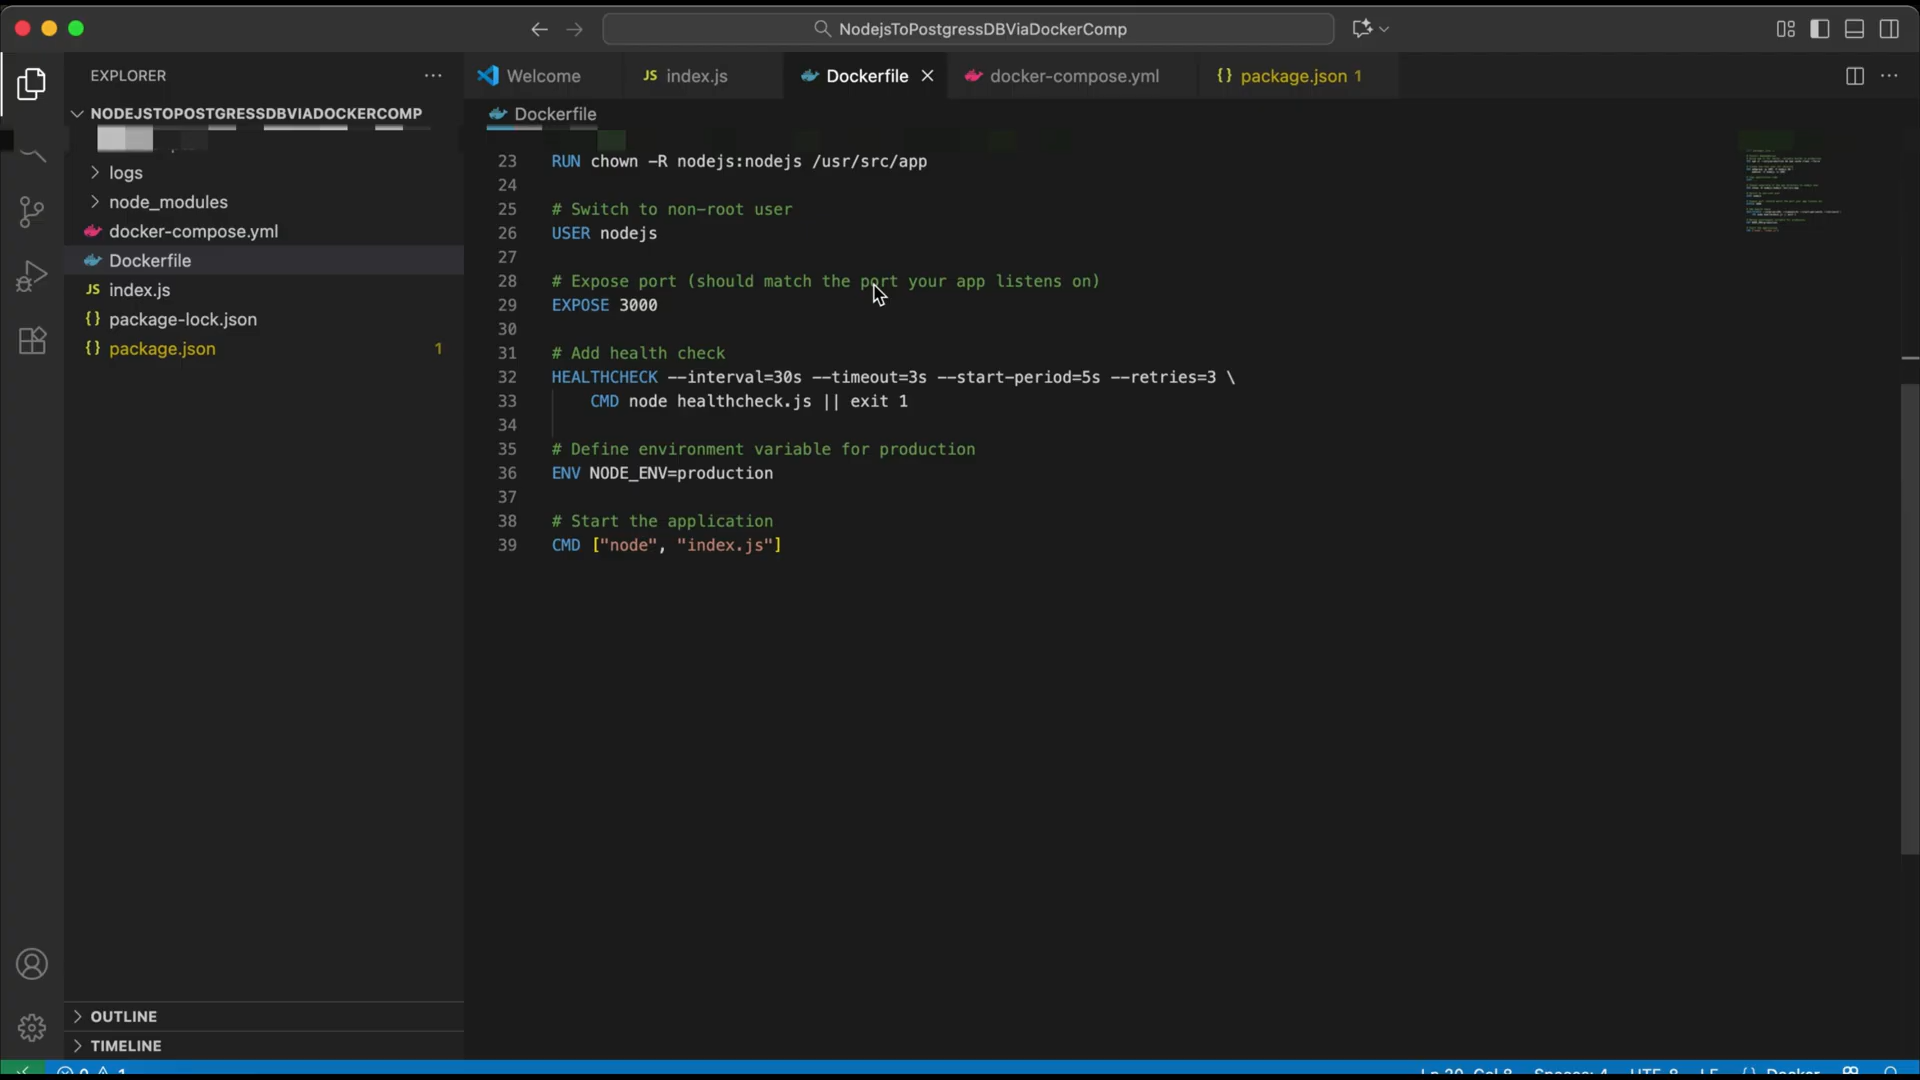 NodejsToPostgressDBViaDockerComp
EXPLORER
Welcome
JS index.js
Dockerfile
docker-compose.yml
{} package.json 1
NODEJSTOPOSTGRESSDBVIADOCKERCOMP
Dockerfile
logs
node_modules
docker-compose.yml
Dockerfile
JS index.js
{} package-lock.json
{} package.json 1
23 RUN chown -R nodejs:nodejs /usr/src/app
24
25 # Switch to non-root user
26 USER nodejs
27
28 # Expose port (should match the port your app listens on)
29 EXPOSE 3000
30
31 # Add health check
32 HEALTHCHECK --interval=30s --timeout=3s --start-period=5s --retries=3 \
33 CMD node healthcheck.js || exit 1
34
35 # Define environment variable for production
36 ENV NODE_ENV=production
37
38 # Start the application
39 CMD ["node", "index.js"]
OUTLINE
TIMELINE